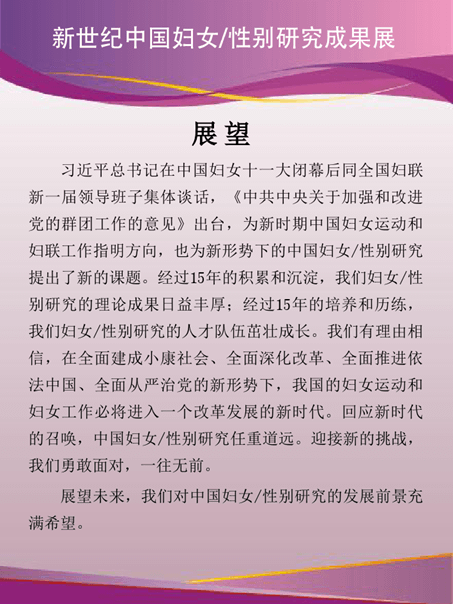 新世纪中国妇女/性别研究成果展
展望
习近平总书记在中国妇女十一大闭幕后同全国妇联
新一届领导班子集体谈话，《中共中央关于加强和改进
党的群团工作的意见》出台，为新时期中国妇女运动和
妇联工作指明方向，也为新形势下的中国妇女/性别研究
提出了新的课题。经过15年的积累和沉淀，我们妇女/性
别研究的理论成果日益丰厚；经过15年的培养和历练，
我们妇女/性别研究的人才队伍茁壮成长。我们有理由相
信，在全面建成小康社会、全面深化改革、全面推进依
法中国、全面从严治党的新形势下，我国的妇女运动和
妇女工作必将进入一个改革发展的新时代。回应新时代
的召唤，中国妇女/性别研究任重道远。迎接新的挑战，
我们勇敢面对，一往无前。
展望未来，我们对中国妇女/性别研究的发展前景充
满希望。